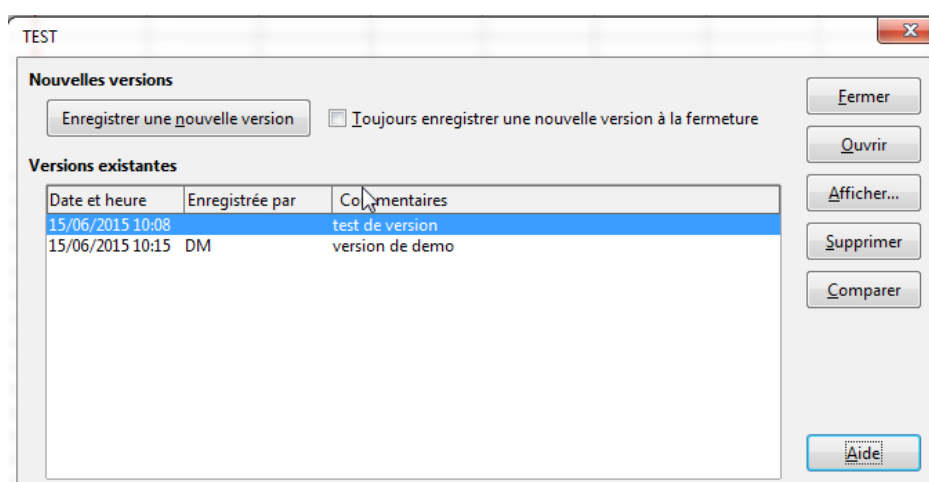 TEST
Nouvelles versions
Enregistrer une nouvelle version
Toujours enregistrer une nouvelle version à la fermeture
Versions existantes
Date et heure Enregistrée par Commentaires
15/06/2015 10:08 test de version
15/06/2015 10:15 DM version de demo
Fermer
Ouvrir
Afficher...
Supprimer
Comparer
Aide